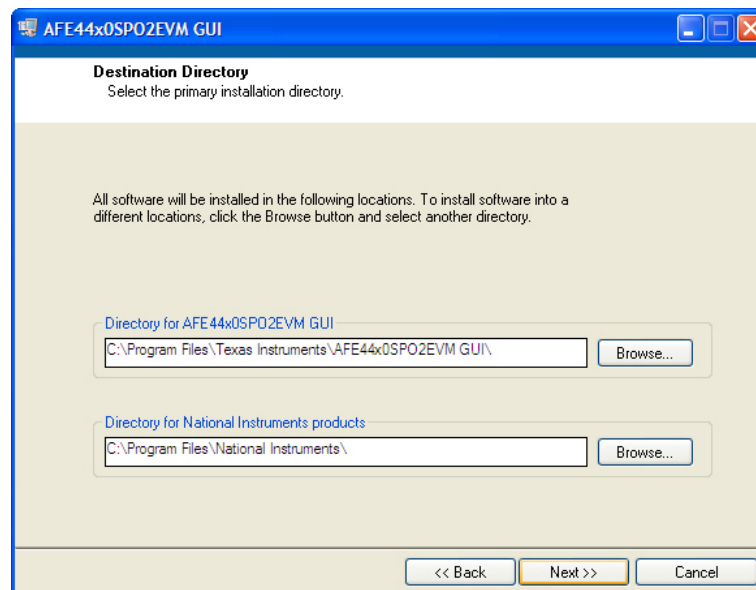 AFE44x0SPO2EVM GUI
Destination Directory
Select the primary installation directory.
All software will be installed in the following locations. To install software into a
different locations, click the Browse button and select another directory.
Directory for AFE44x0SPO2EVM GUI
C:\Program Files\Texas Instruments\AFE44x0SPO2EVM GUI\
Browse...
Directory for National Instruments products
C:\Program Files\National Instruments\
Browse...
<< Back
Next >>
Cancel